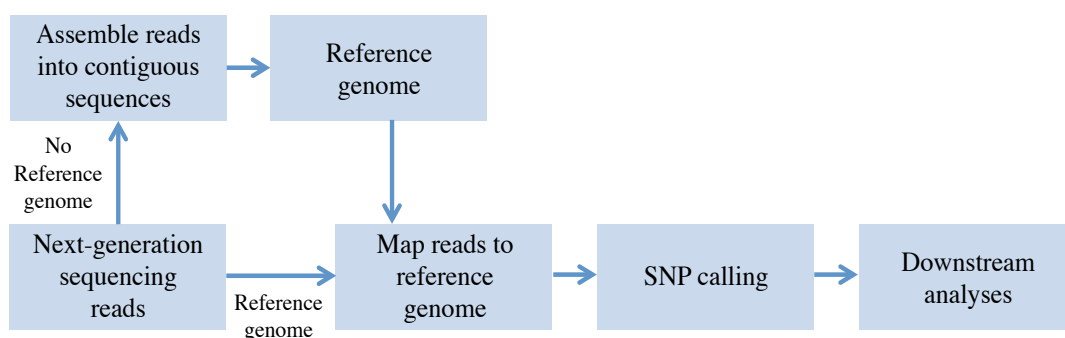 Assemble reads
into contiguous
sequences
Reference
genome
No
Reference
genome
Next-generation
sequencing
reads
Reference
genome
Map reads to
reference
genome
SNP calling
Downstream
analyses